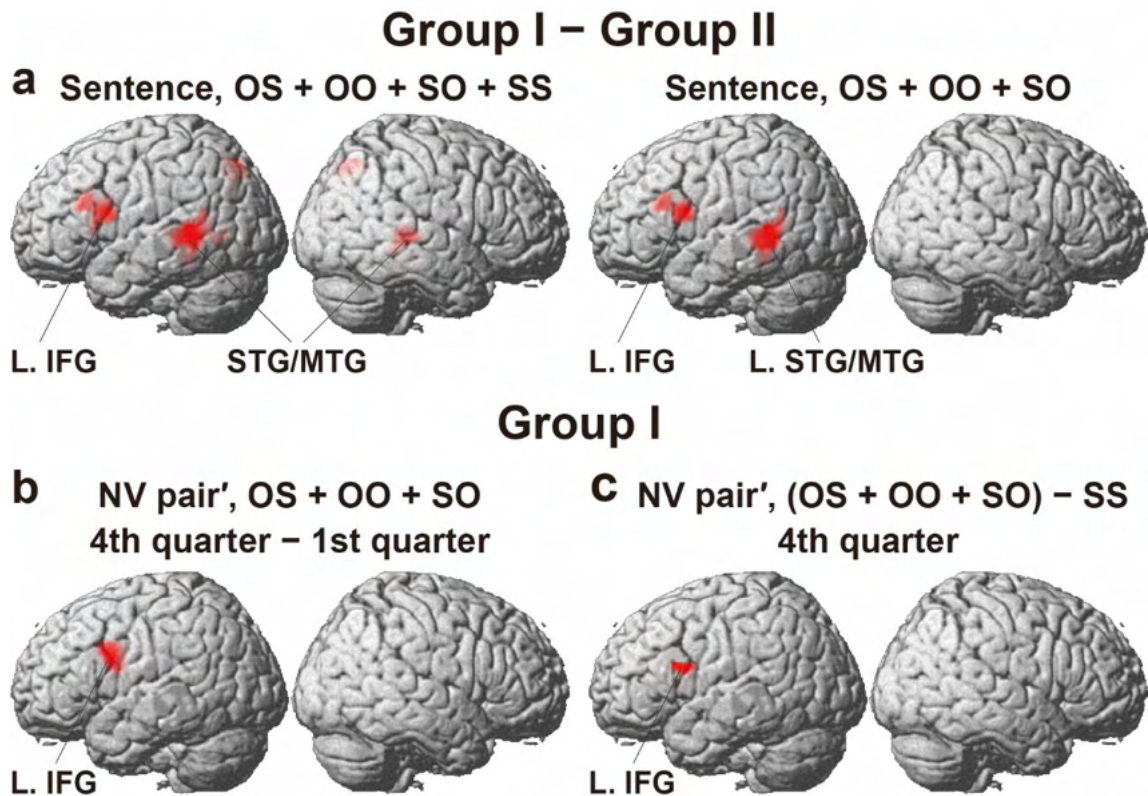 Group I − Group II
a Sentence, OS + OO + SO + SS
Sentence, OS + OO + SO
L. IFG
STG/MTG
L. IFG
L. STG/MTG
Group I
b NV pair′, OS + OO + SO
4th quarter − 1st quarter
c NV pair′, (OS + OO + SO) − SS
4th quarter
L. IFG
L. IFG